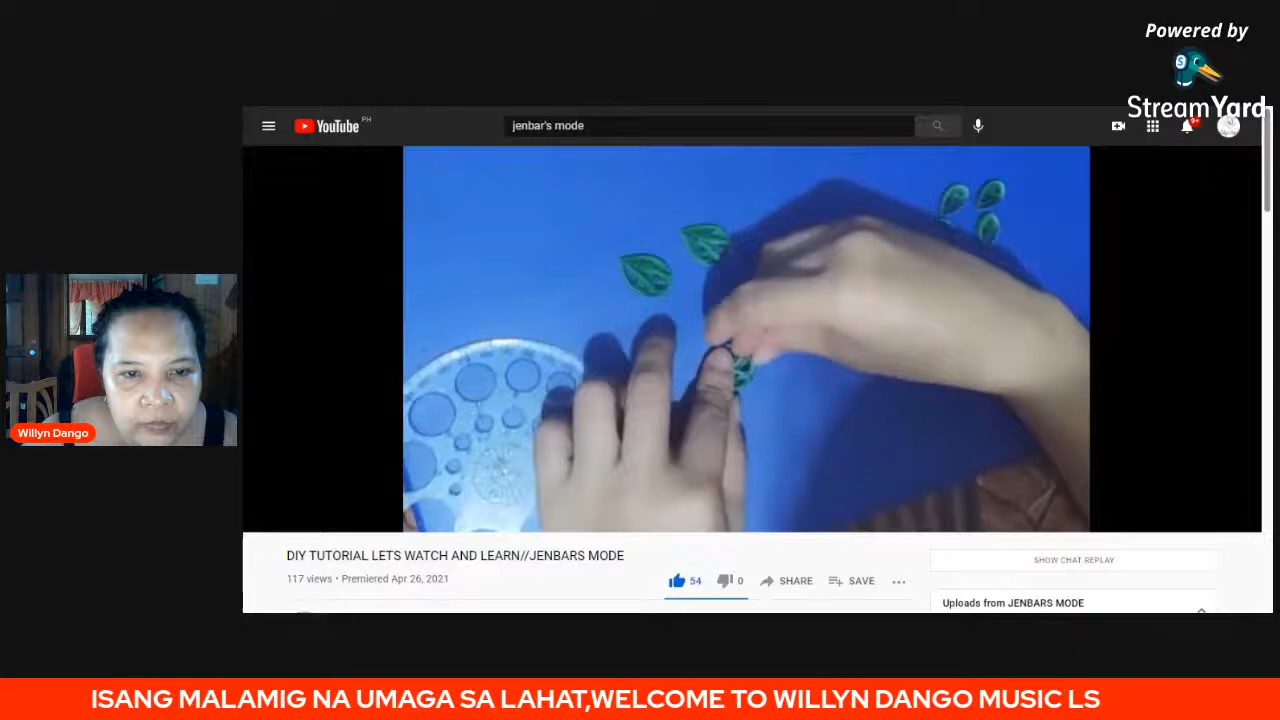 Powered by
StreamYard
YouTube PH
jenbar's mode
9+
Willyn Dango
DIY TUTORIAL LETS WATCH AND LEARN//JENBARS MODE
117 views • Premiered Apr 26, 2021
54
0
SHARE
SAVE
SHOW CHAT REPLAY
Uploads from JENBARS MODE
ISANG MALAMIG NA UMAGA SA LAHAT,WELCOME TO WILLYN DANGO MUSIC LS